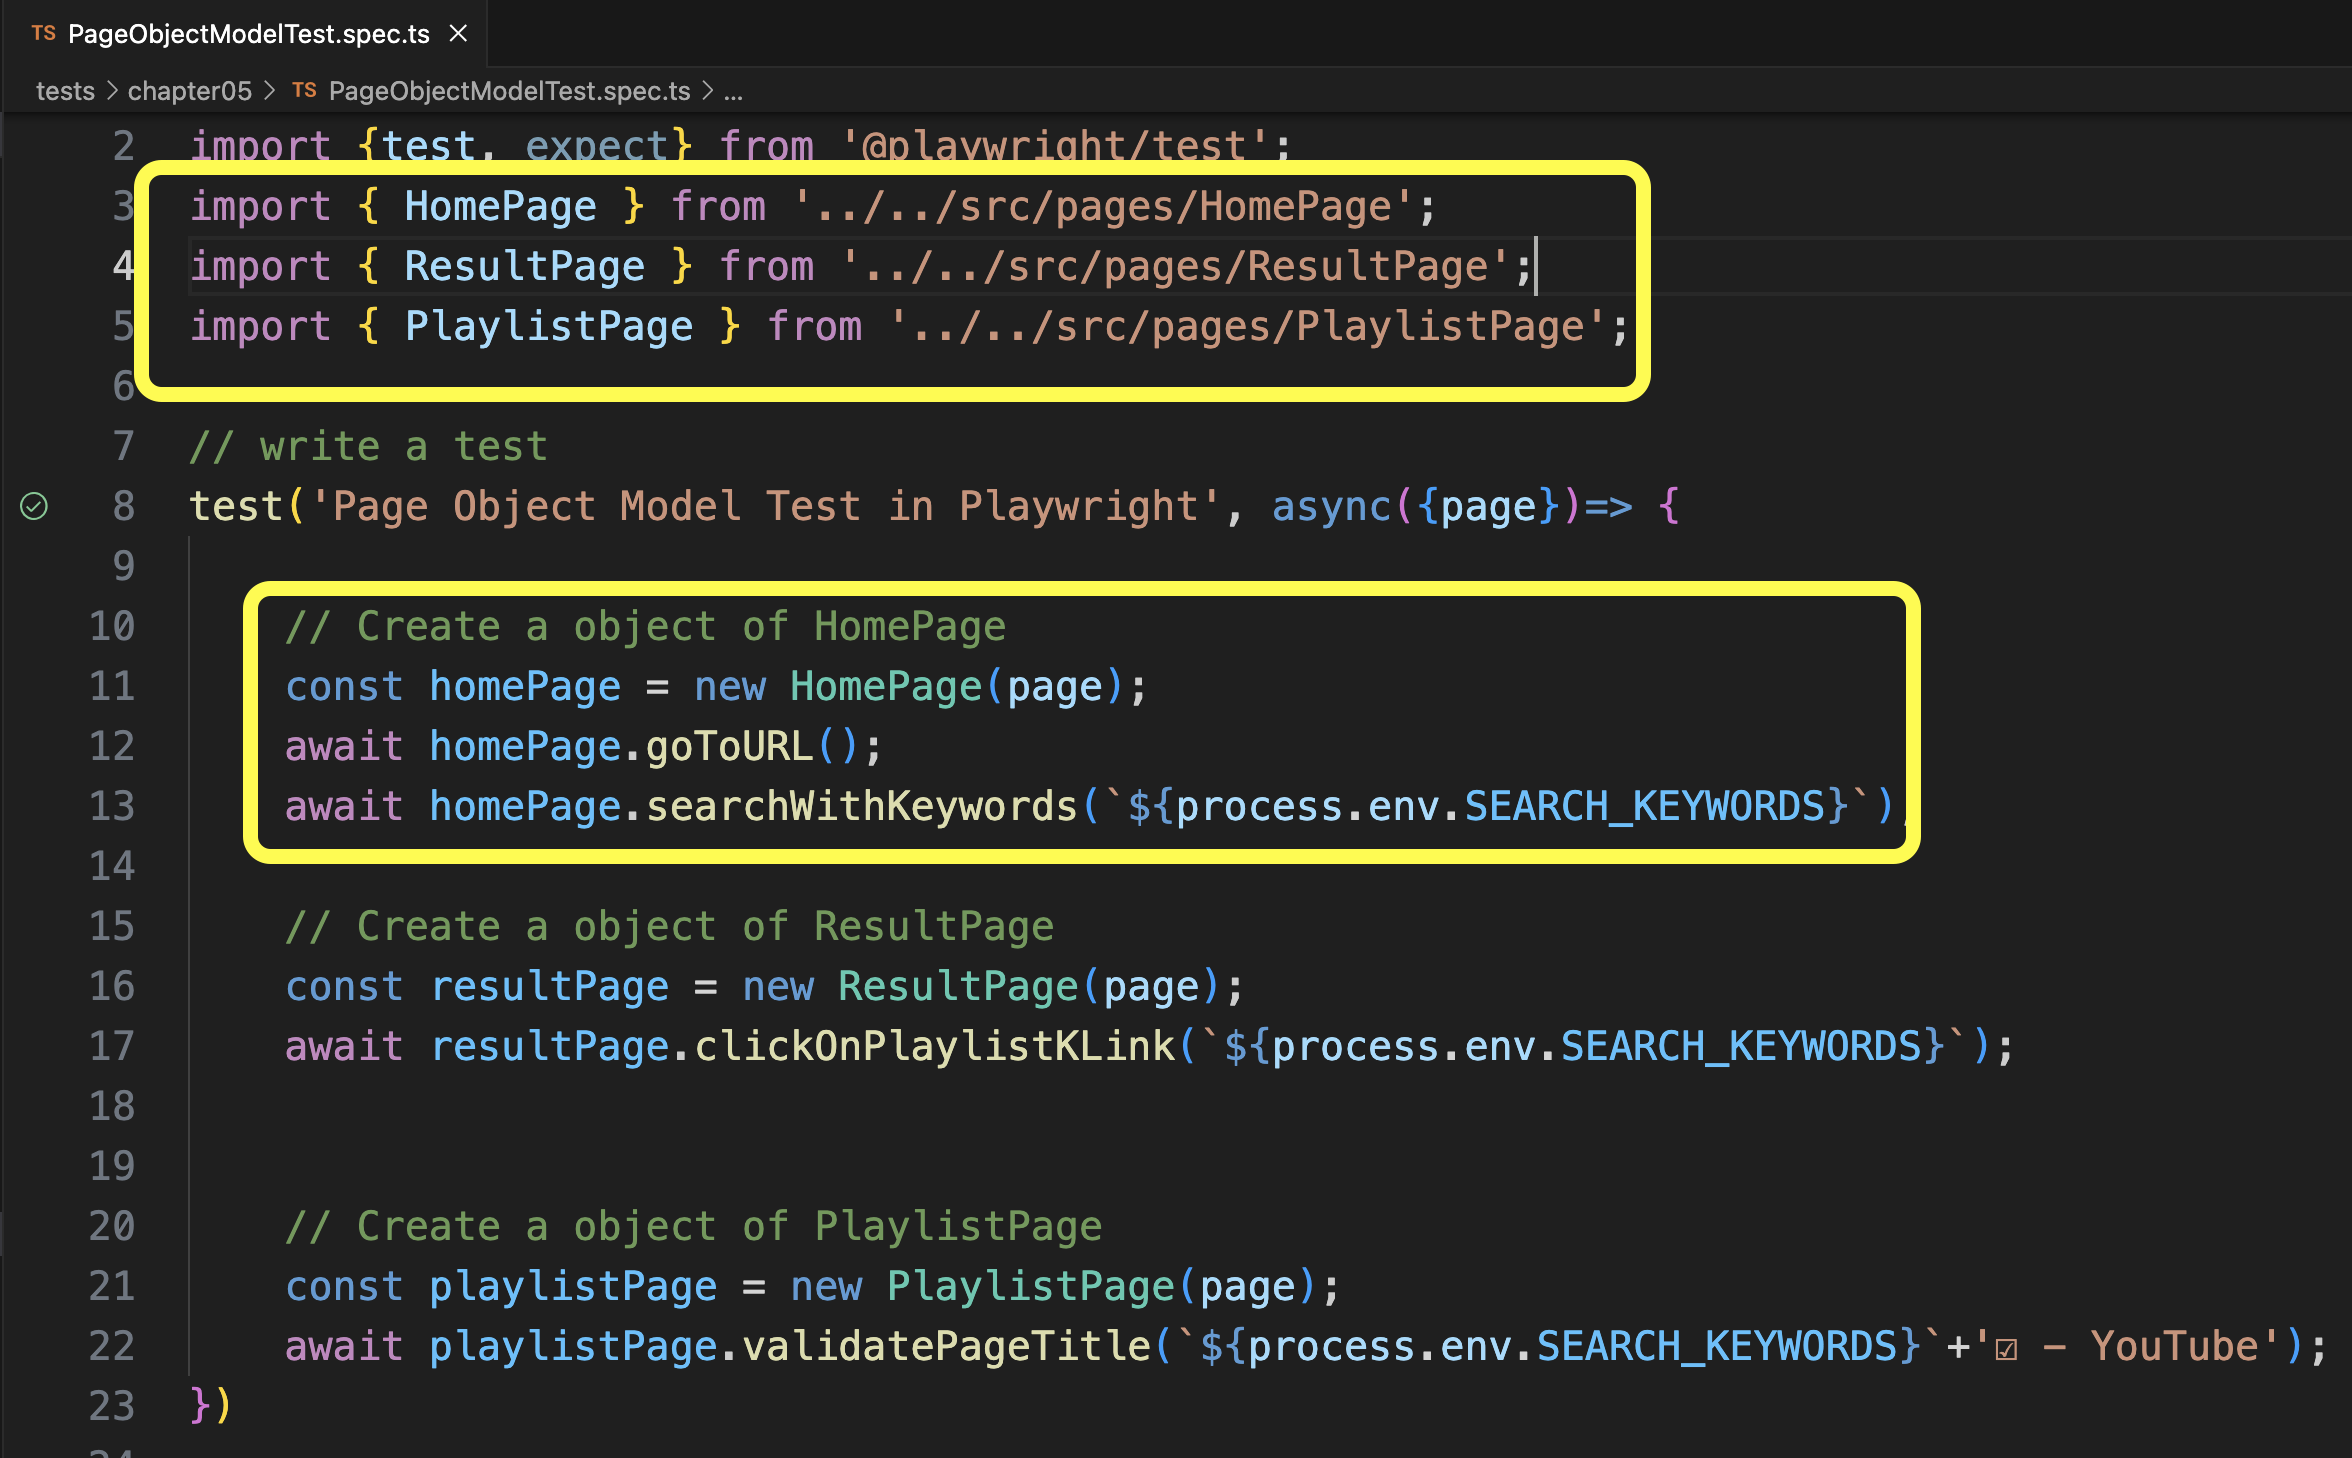 TS PageObjectModelTest.spec.ts ×
tests > chapter05 > TS PageObjectModelTest.spec.ts > ...
2 import {test, expect} from '@playwright/test';
3 import { HomePage } from '../../src/pages/HomePage';
4 import { ResultPage } from '../../src/pages/ResultPage';
5 import { PlaylistPage } from '../../src/pages/PlaylistPage';
6
7 // write a test
8 test('Page Object Model Test in Playwright', async({page})=> {
9
10 // Create a object of HomePage
11 const homePage = new HomePage(page);
12 await homePage.goToURL();
13 await homePage.searchWithKeywords(`${process.env.SEARCH_KEYWORDS}`)
14
15 // Create a object of ResultPage
16 const resultPage = new ResultPage(page);
17 await resultPage.clickOnPlaylistKLink(`${process.env.SEARCH_KEYWORDS}`);
18
19
20 // Create a object of PlaylistPage
21 const playlistPage = new PlaylistPage(page);
22 await playlistPage.validatePageTitle(`${process.env.SEARCH_KEYWORDS}`+'☑ – YouTube');
23 })
24